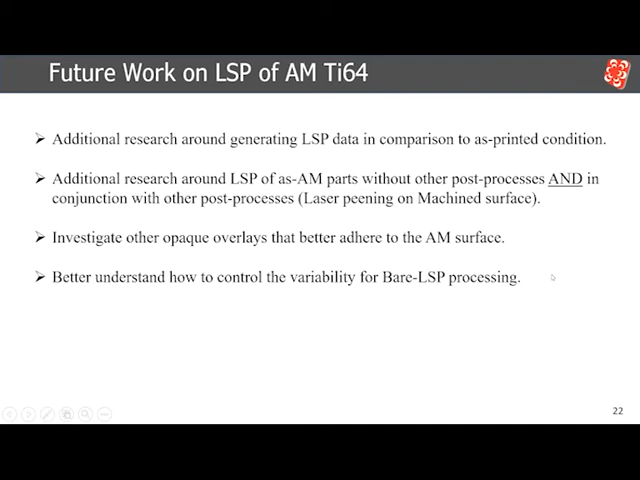 Future Work on LSP of AM Ti64
➢ Additional research around generating LSP data in comparison to as-printed condition.
➢ Additional research around LSP of as-AM parts without other post-processes AND in
conjunction with other post-processes (Laser peening on Machined surface).
➢ Investigate other opaque overlays that better adhere to the AM surface.
➢ Better understand how to control the variability for Bare-LSP processing.
22